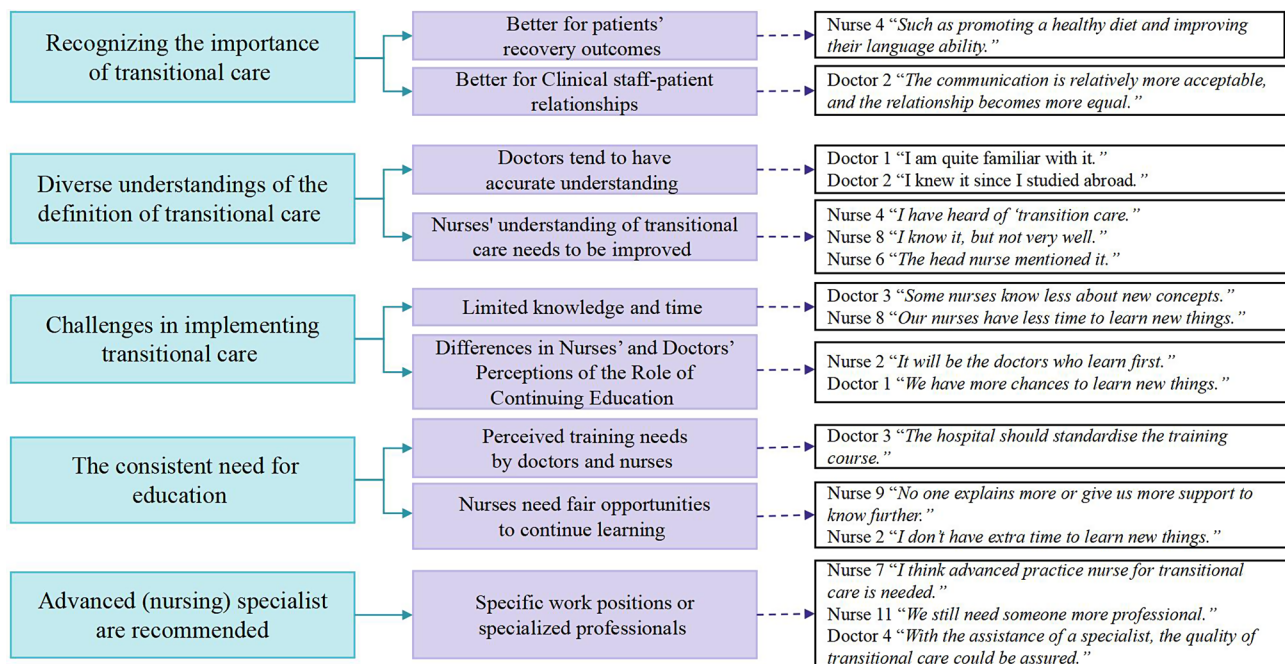 Recognizing the importance
of transitional care
Better for patients’
recovery outcomes
Nurse 4 “Such as promoting a healthy diet and improving
their language ability.”
Better for Clinical staff-patient
relationships
Doctor 2 “The communication is relatively more acceptable,
and the relationship becomes more equal.”
Diverse understandings of the
definition of transitional care
Doctors tend to have
accurate understanding
Doctor 1 “I am quite familiar with it.”
Doctor 2 “I knew it since I studied abroad.”
Nurses' understanding of transitional
care needs to be improved
Nurse 4 “I have heard of ‘transition care.”
Nurse 8 “I know it, but not very well.”
Nurse 6 “The head nurse mentioned it.”
Challenges in implementing
transitional care
Limited knowledge and time
Doctor 3 “Some nurses know less about new concepts.”
Nurse 8 “Our nurses have less time to learn new things.”
Differences in Nurses’ and Doctors’
Perceptions of the Role of
Continuing Education
Nurse 2 “It will be the doctors who learn first.”
Doctor 1 “We have more chances to learn new things.”
The consistent need for
education
Perceived training needs
by doctors and nurses
Doctor 3 “The hospital should standardise the training
course.”
Nurses need fair opportunities
to continue learning
Nurse 9 “No one explains more or give us more support to
know further.”
Nurse 2 “I don’t have extra time to learn new things.”
Advanced (nursing) specialist
are recommended
Specific work positions or
specialized professionals
Nurse 7 “I think advanced practice nurse for transitional
care is needed.”
Nurse 11 “We still need someone more professional.”
Doctor 4 “With the assistance of a specialist, the quality of
transitional care could be assured.”